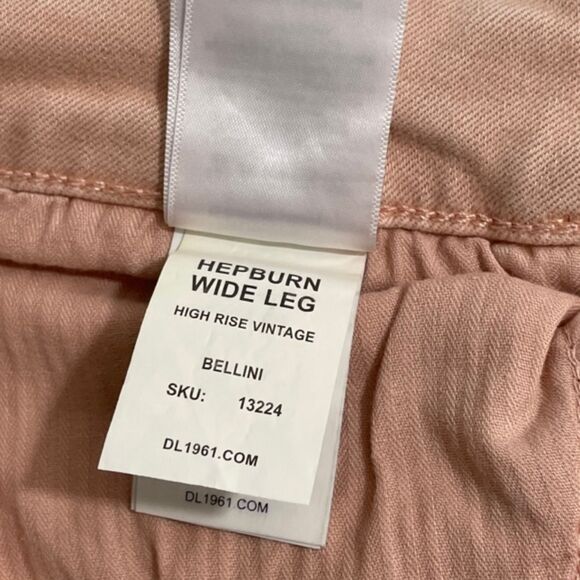 HEPBURN
WIDE LEG
HIGH RISE VINTAGE
BELLINI
SKU: 13224
DL1961.COM
DL1961.COM